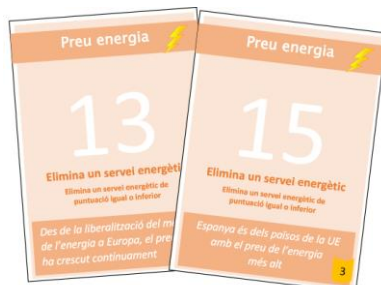 Preu energia
13
Elimina un servei energètic
Elimina un servei energètic de
puntuació igual o inferior
Des de la liberalització del
de l'energia a Europa, el
ha crescut contínuament
Preu energia
15
Elimina un servei energètic
Elimina un servei energètic de
puntuació igual o inferior
Espanya és dels països de la UE
amb el preu de l'energia
més alt
3